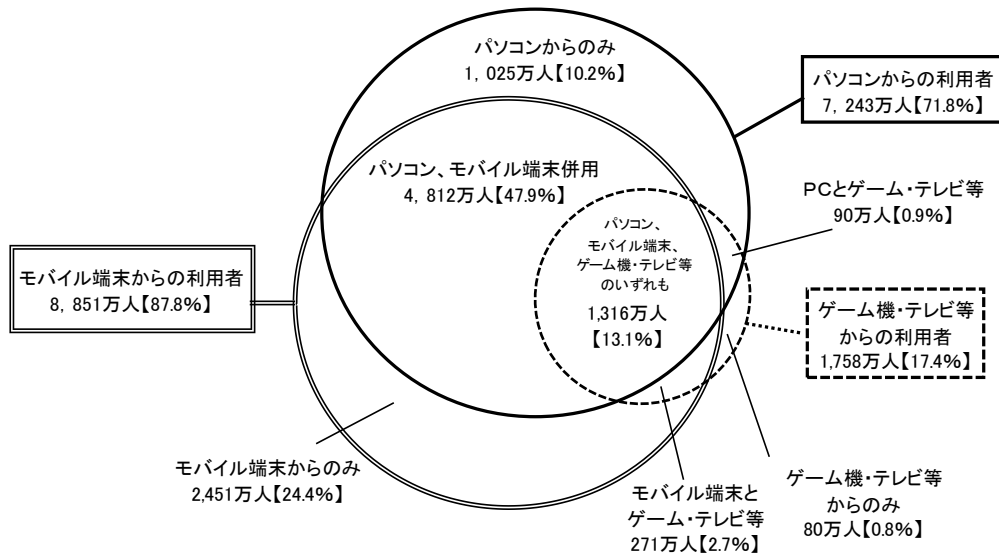 パソコンからのみ
1, 025万人【10.2%】
パソコンからの利用者
7, 243万人【71.8%】
パソコン、モバイル端末併用
4, 812万人【47.9%】
PCとゲーム・テレビ等
90万人【0.9%】
パソコン、
モバイル端末、
ゲーム機・テレビ等
のいずれも
1,316万人
【13.1%】
モバイル端末からの利用者
8, 851万人【87.8%】
ゲーム機・テレビ等
からの利用者
1,758万人【17.4%】
モバイル端末からのみ
2,451万人【24.4%】
モバイル端末と
ゲーム・テレビ等
271万人【2.7%】
ゲーム機・テレビ等
からのみ
80万人【0.8%】